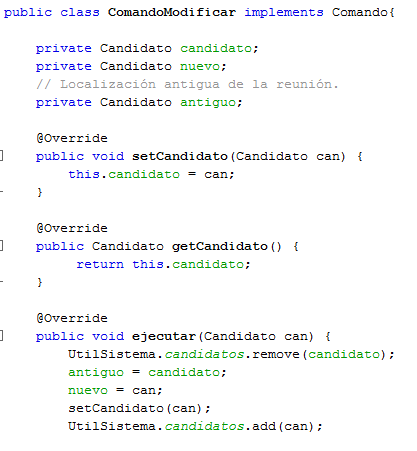 public class ComandoModificar implements Comando{
private Candidato candidato;
private Candidato nuevo;
// Localización antigua de la reunión.
private Candidato antiguo;
@Override
public void setCandidato(Candidato can) {
this.candidato = can;
}
@Override
public Candidato getCandidato() {
return this.candidato;
}
@Override
public void ejecutar(Candidato can) {
UtilSistema.candidatos.remove(candidato);
antiguo = candidato;
nuevo = can;
setCandidato(can);
UtilSistema.candidatos.add(can);